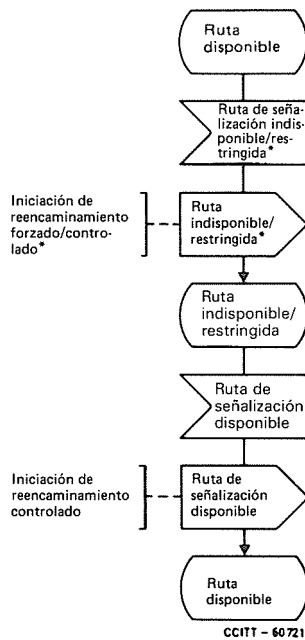 Ruta
disponible
Ruta de seña-
lización indis-
ponible/res-
tringida*
Iniciación de
reencaminamiento
forzado/contro-
lado*
Ruta
indisponible/
restringida*
Ruta
indisponible/
restringida
Ruta de
señalización
disponible
Iniciación de
reencaminamiento
controlado
Ruta de
señalización
disponible
Ruta
disponible
CCITT – 60721